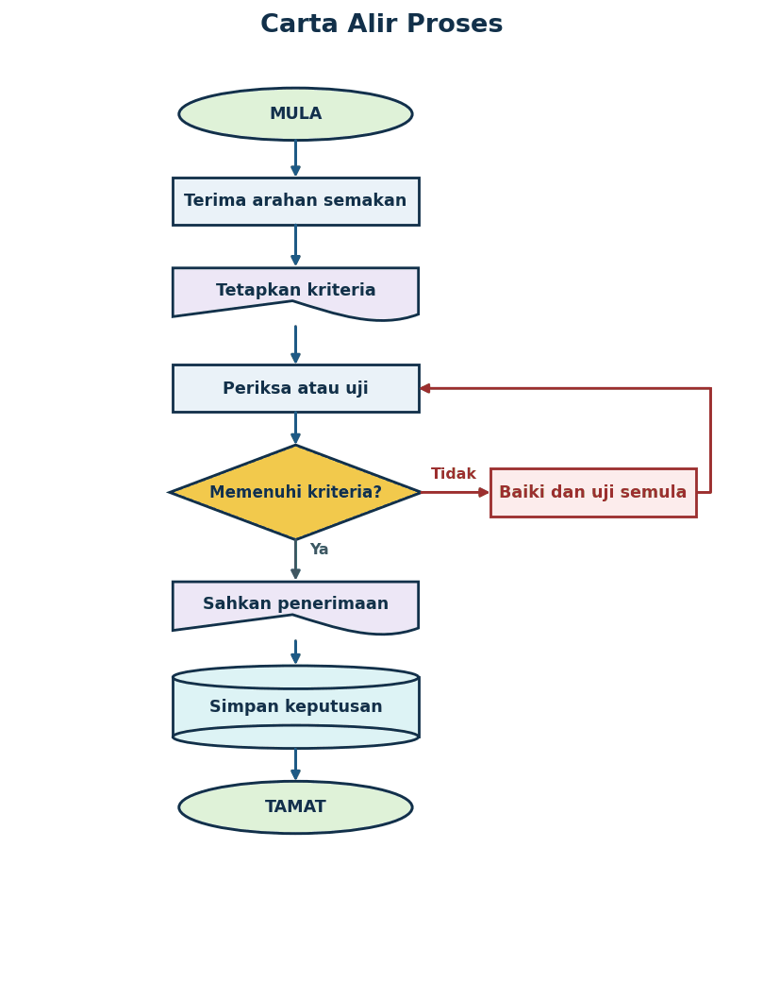 Carta Alir Proses
MULA
Terima arahan semakan
Tetapkan kriteria
Periksa atau uji
Memenuhi kriteria?
Tidak
Baiki dan uji semula
Ya
Sahkan penerimaan
Simpan keputusan
TAMAT